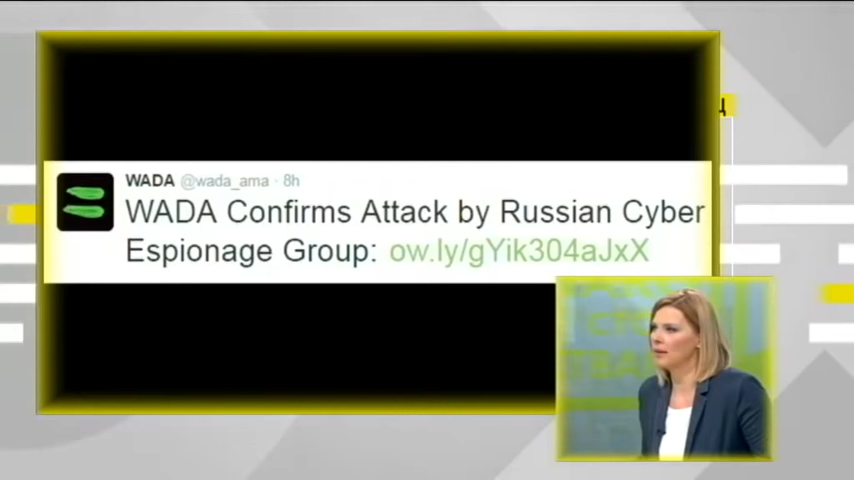 WADA @wada_ama · 8h
WADA Confirms Attack by Russian Cyber
Espionage Group: ow.ly/gYik304aJxX